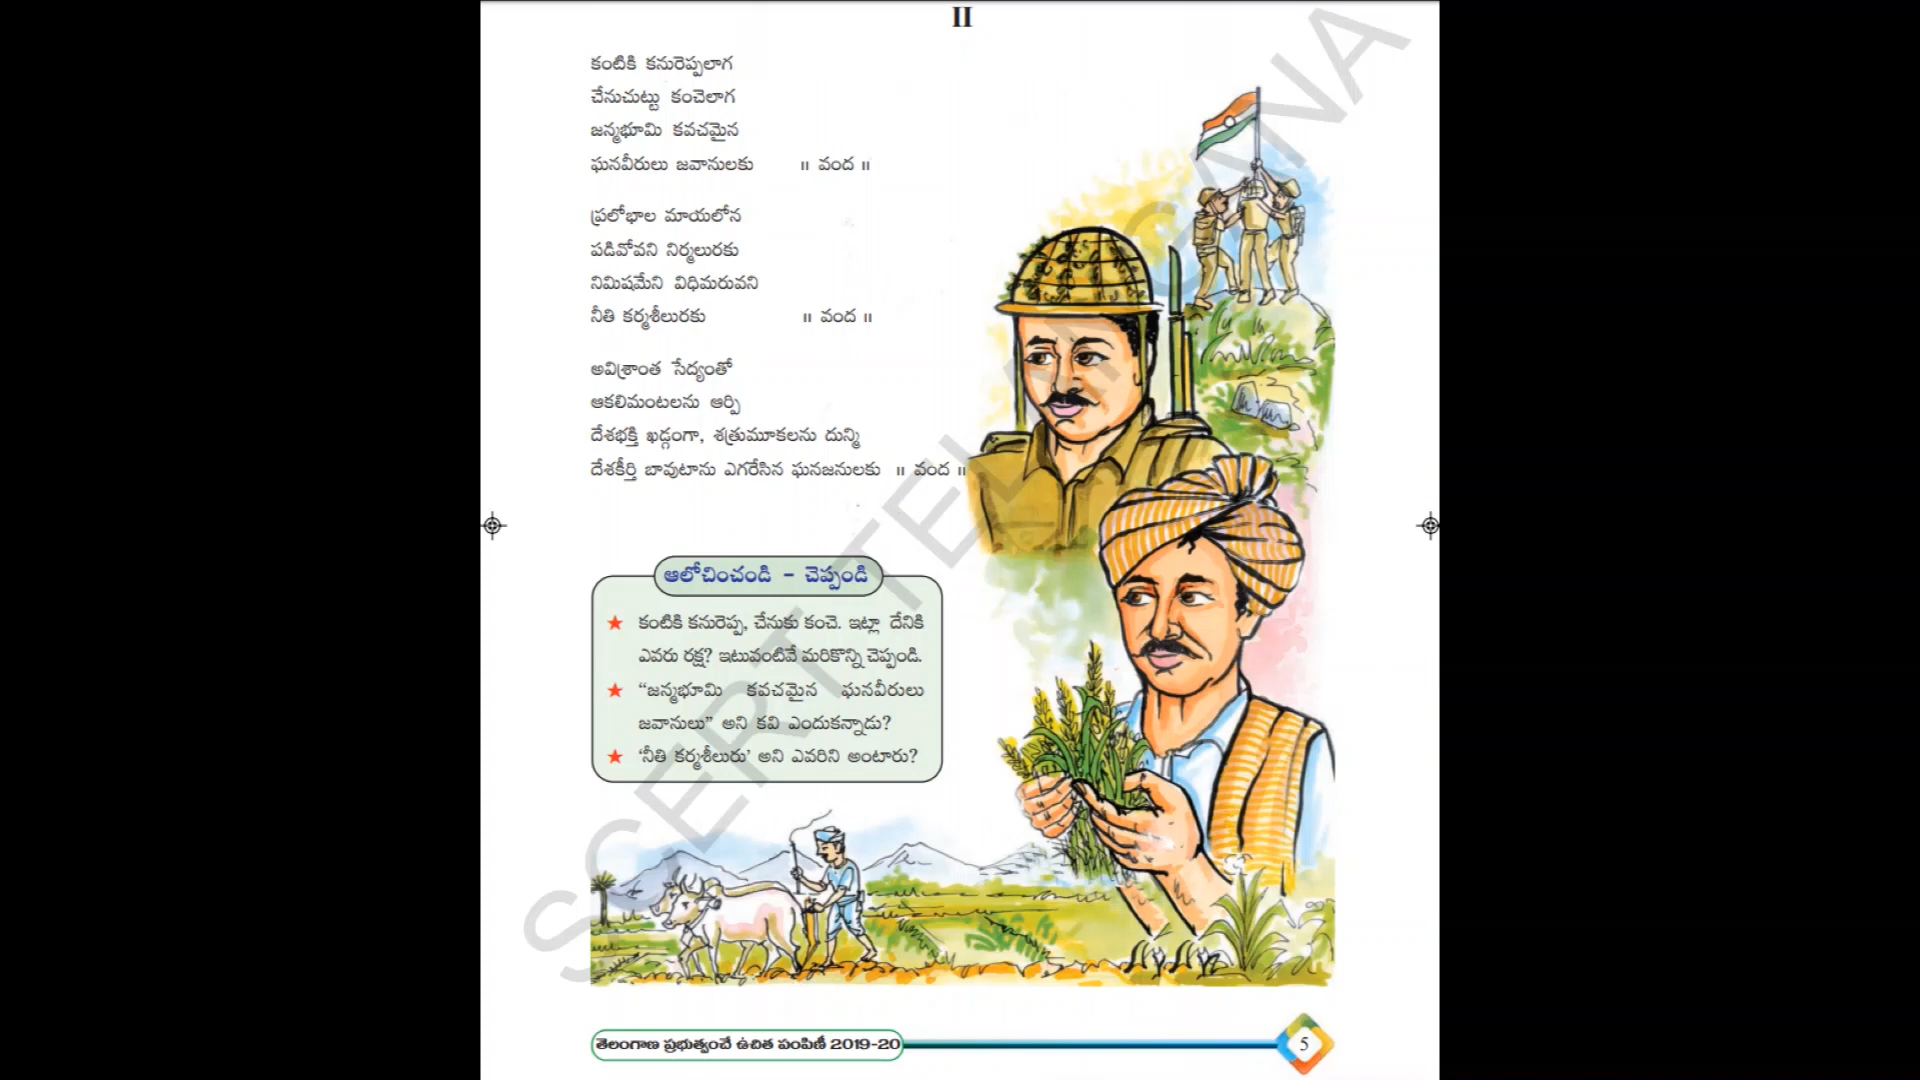 II
కంటికి కనురెప్పలాగ
చేనుచుట్టు కంచెలాగ
జన్మభూమి కవచమైన
ఘనవీరులు జవానులకు ॥ వంద ॥
ప్రలోభాల మాయలోన
పడిపోవని నిర్మలురకు
నిమిషమేని విధిమరువని
నీతి కర్మశీలురకు ॥ వంద ॥
అవిశ్రాంత సేద్యంతో
ఆకలిమంటలను ఆర్పి
దేశభక్తి ఖడ్గంగా, శత్రుమూకలను దున్మి
దేశకీర్తి బావుటాను ఎగరేసిన ఘనజనులకు ॥ వంద ॥
ఆలోచించండి - చెప్పండి
★ కంటికి కనురెప్ప, చేనుకు కంచె. ఇట్లా దేనికి
ఎవరు రక్ష? ఇటువంటివే మరికొన్ని చెప్పండి.
★ “జన్మభూమి కవచమైన ఘనవీరులు
జవానులు” అని కవి ఎందుకన్నాడు?
★ ‘నీతి కర్మశీలురు’ అని ఎవరిని అంటారు?
SCERT TELANGANA
తెలంగాణ ప్రభుత్వంచే ఉచిత పంపిణీ 2019-20
5